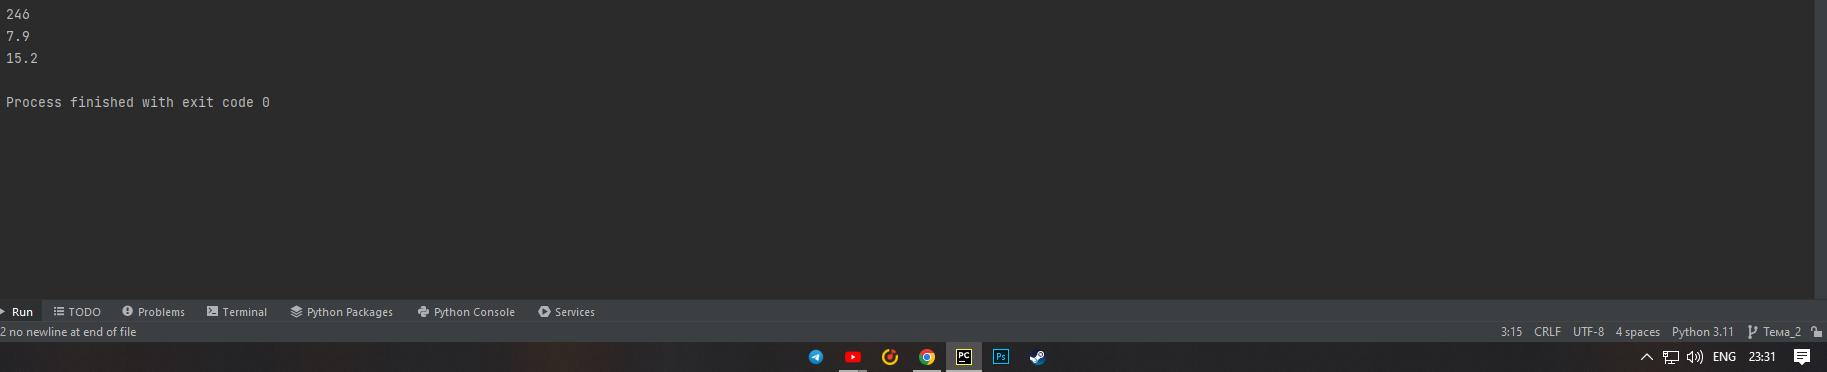 246
7.9
15.2
Process finished with exit code 0
Run TODO Problems Terminal Python Packages Python Console Services
2 no newline at end of file 3:15 CRLF UTF-8 4 spaces Python 3.11 Тема_2
PC Ps ENG 23:31